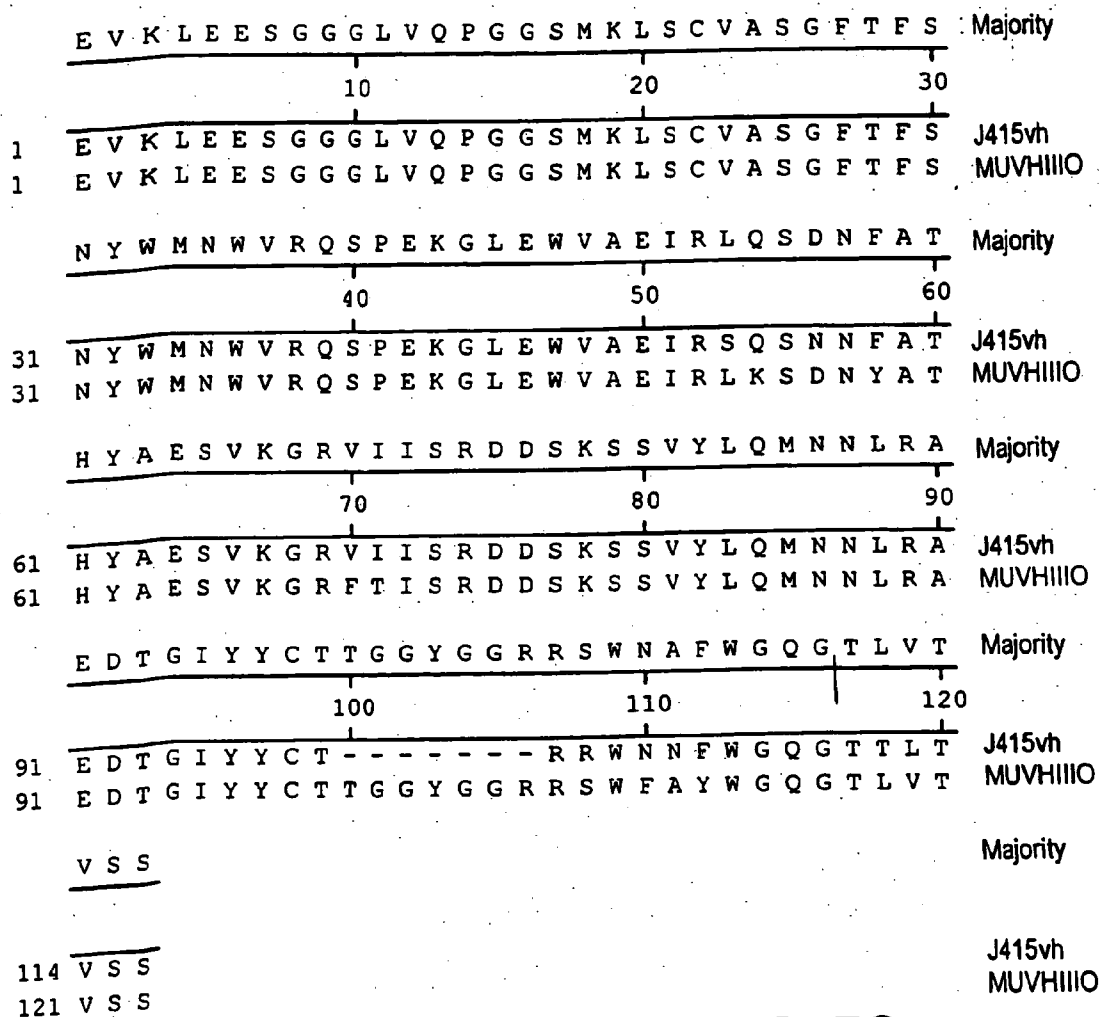 E V K L E E S G G G L V Q P G G S M K L S C V A S G F T F S Majority
10 20 30
1 E V K L E E S G G G L V Q P G G S M K L S C V A S G F T F S J415vh
1 E V K L E E S G G G L V Q P G G S M K L S C V A S G F T F S MUVHIIIO
N Y W M N W V R Q S P E K G L E W V A E I R L Q S D N F A T Majority
40 50 60
31 N Y W M N W V R Q S P E K G L E W V A E I R S Q S N N F A T J415vh
31 N Y W M N W V R Q S P E K G L E W V A E I R L K S D N Y A T MUVHIIIO
H Y A E S V K G R V I I S R D D S K S S V Y L Q M N N L R A Majority
70 80 90
61 H Y A E S V K G R V I I S R D D S K S S V Y L Q M N N L R A J415vh
61 H Y A E S V K G R F T I S R D D S K S S V Y L Q M N N L R A MUVHIIIO
E D T G I Y Y C T T G G Y G G R R S W N A F W G Q G T L V T Majority
100 110 120
91 E D T G I Y Y C T - - - - - - - R R W N N F W G Q G T T L T J415vh
91 E D T G I Y Y C T T G G Y G G R R S W F A Y W G Q G T L V T MUVHIIIO
V S S Majority
114 V S S J415vh
121 V S S MUVHIIIO